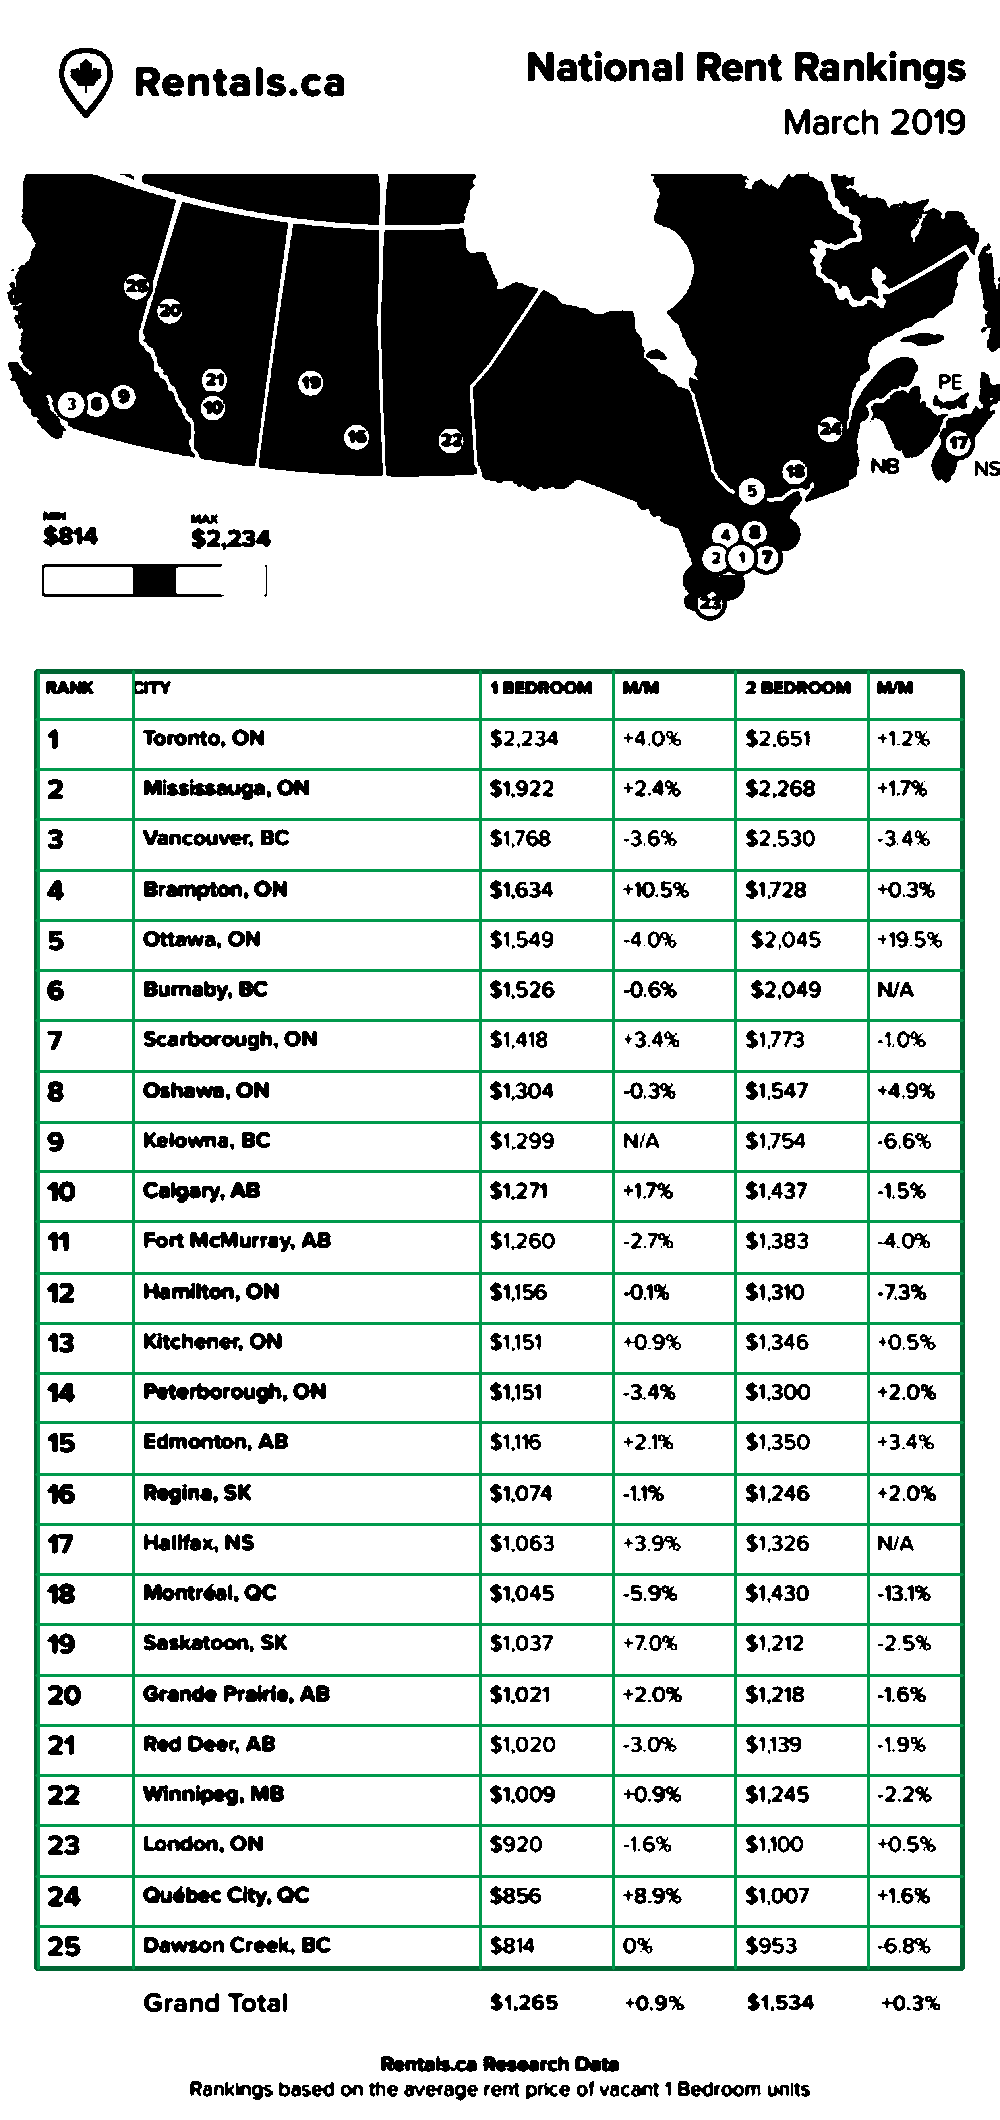 Rentals.ca
National Rent Rankings
March 2019
25
20
21
19
3 6 9
10
16
22
PE
24
17
NB
NS
18
5
4 8
2 1 7
23
MIN
$814
MAX
$2,234
RANK CITY 1 BEDROOM M/M 2 BEDROOM M/M
1 Toronto, ON $2,234 +4.0% $2,651 +1.2%
2 Mississauga, ON $1,922 +2.4% $2,268 +1.7%
3 Vancouver, BC $1,768 -3.6% $2,530 -3.4%
4 Brampton, ON $1,634 +10.5% $1,728 +0.3%
5 Ottawa, ON $1,549 -4.0% $2,045 +19.5%
6 Burnaby, BC $1,526 -0.6% $2,049 N/A
7 Scarborough, ON $1,418 +3.4% $1,773 -1.0%
8 Oshawa, ON $1,304 -0.3% $1,547 +4.9%
9 Kelowna, BC $1,299 N/A $1,754 -6.6%
10 Calgary, AB $1,271 +1.7% $1,437 -1.5%
11 Fort McMurray, AB $1,260 -2.7% $1,383 -4.0%
12 Hamilton, ON $1,156 -0.1% $1,310 -7.3%
13 Kitchener, ON $1,151 +0.9% $1,346 +0.5%
14 Peterborough, ON $1,151 -3.4% $1,300 +2.0%
15 Edmonton, AB $1,116 +2.1% $1,350 +3.4%
16 Regina, SK $1,074 -1.1% $1,246 +2.0%
17 Halifax, NS $1,063 +3.9% $1,326 N/A
18 Montréal, QC $1,045 -5.9% $1,430 -13.1%
19 Saskatoon, SK $1,037 +7.0% $1,212 -2.5%
20 Grande Prairie, AB $1,021 +2.0% $1,218 -1.6%
21 Red Deer, AB $1,020 -3.0% $1,139 -1.9%
22 Winnipeg, MB $1,009 +0.9% $1,245 -2.2%
23 London, ON $920 -1.6% $1,100 +0.5%
24 Québec City, QC $856 +8.9% $1,007 +1.6%
25 Dawson Creek, BC $814 0% $953 -6.8%
Grand Total $1,265 +0.9% $1,534 +0.3%
Rentals.ca Research Data
Rankings based on the average rent price of vacant 1 Bedroom units